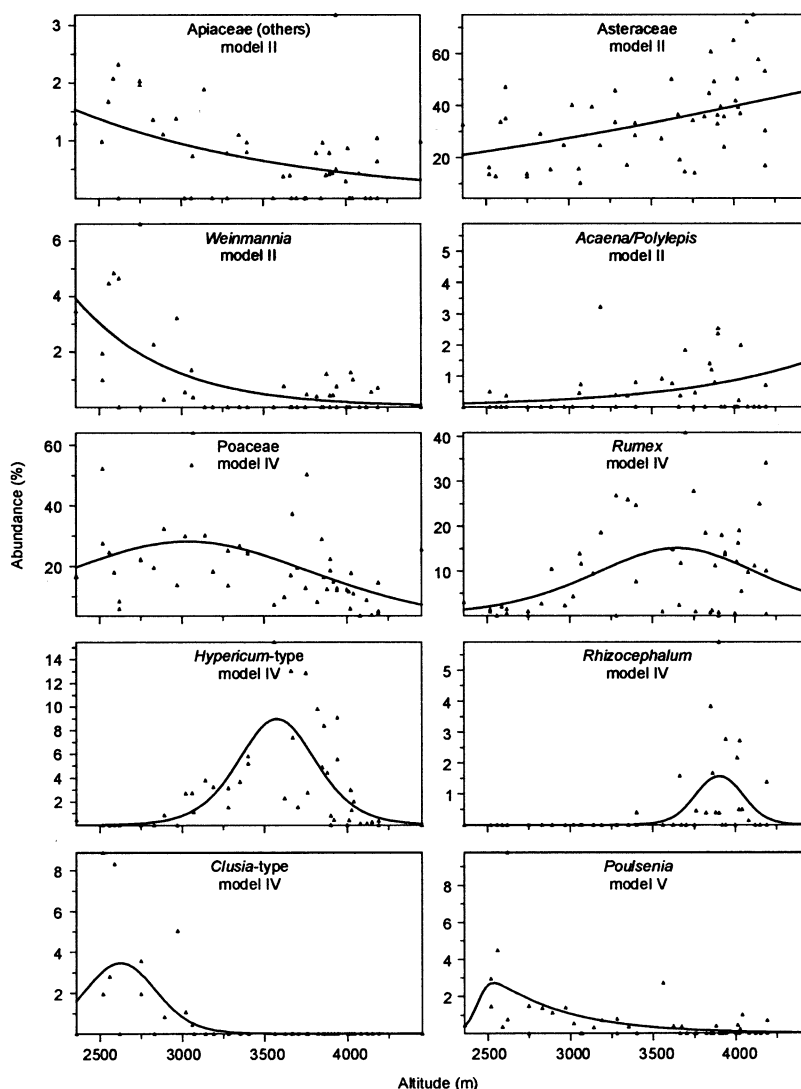 Apiaceae (others)
model II
3
2
1
Asteraceae
model II
60
40
20
Weinmannia
model II
6
4
2
Acaena/Polylepis
model II
5
4
3
2
1
Abundance (%)
Poaceae
model IV
60
40
20
Rumex
model IV
40
30
20
10
Hypericum-type
model IV
14
12
10
8
6
4
2
Rhizocephalum
model IV
5
4
3
2
1
Clusia-type
model IV
8
6
4
2
Poulsenia
model V
8
6
4
2
2500 3000 3500 4000
2500 3000 3500 4000
Altitude (m)